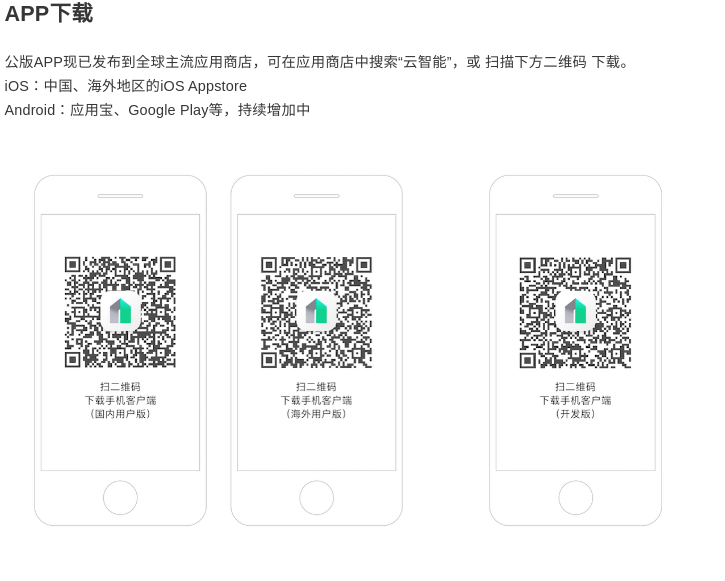 APP下载
公版APP现已发布到全球主流应用商店，可在应用商店中搜索“云智能”，或 扫描下方二维码 下载。
iOS：中国、海外地区的iOS Appstore
Android：应用宝、Google Play等，持续增加中
扫二维码
下载手机客户端
(国内用户版)
扫二维码
下载手机客户端
(海外用户版)
扫二维码
下载手机客户端
(开发版)